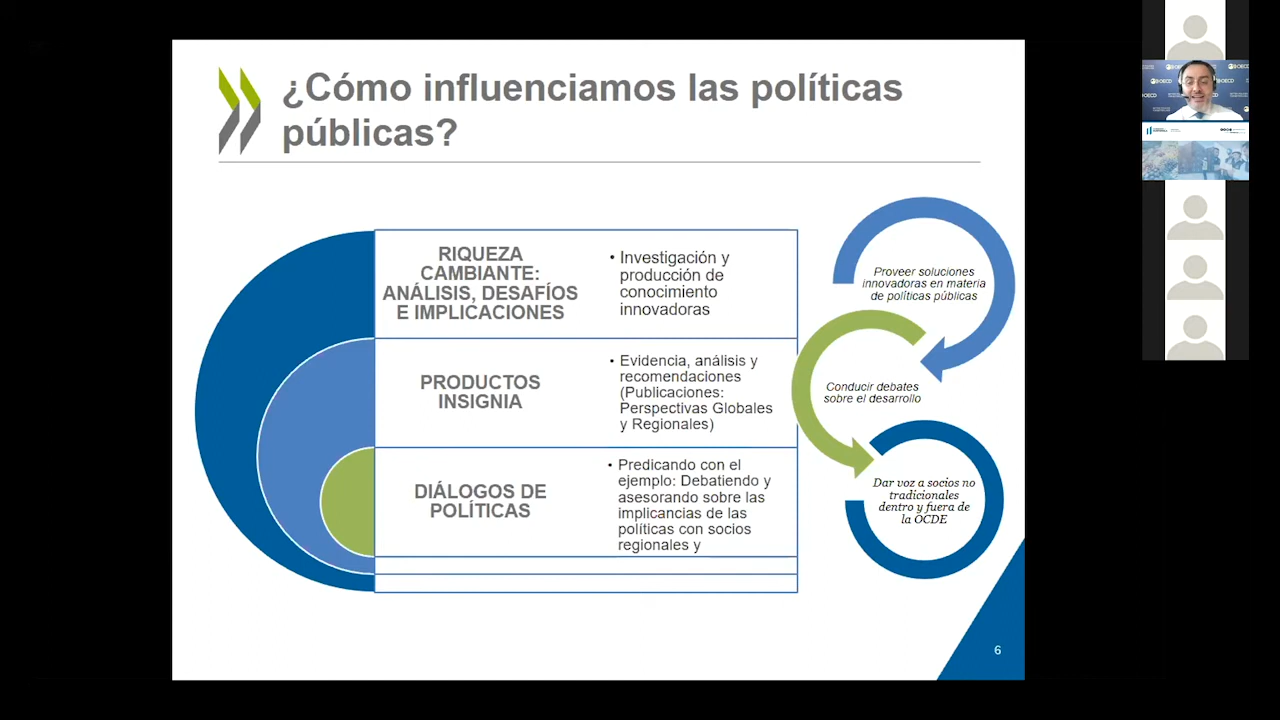 ¿Cómo influenciamos las políticas
públicas?
RIQUEZA
CAMBIANTE:
ANÁLISIS, DESAFÍOS
E IMPLICACIONES
• Investigación y
producción de
conocimiento
innovadoras
PRODUCTOS
INSIGNIA
• Evidencia, análisis y
recomendaciones
(Publicaciones:
Perspectivas Globales
y Regionales)
DIÁLOGOS DE
POLÍTICAS
• Predicando con el
ejemplo: Debatiendo y
asesorando sobre las
implicancias de las
políticas con socios
regionales y
Proveer soluciones
innovadoras en materia
de políticas públicas
Conducir debates
sobre el desarrollo
Dar voz a socios no
tradicionales
dentro y fuera de
la OCDE
6
OECD
OECD